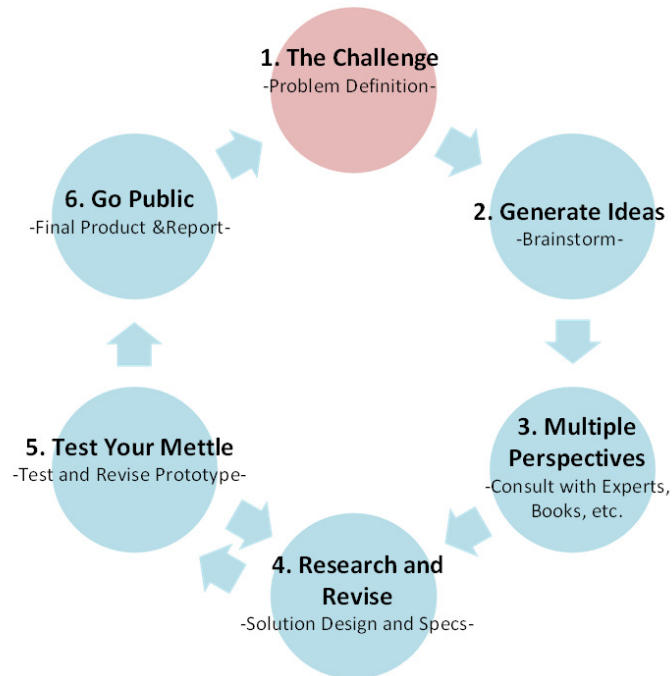 1. The Challenge
-Problem Definition-
2. Generate Ideas
-Brainstorm-
3. Multiple
Perspectives
-Consult with Experts,
Books, etc.
4. Research and
Revise
-Solution Design and Specs-
5. Test Your Mettle
-Test and Revise Prototype-
6. Go Public
-Final Product &Report-